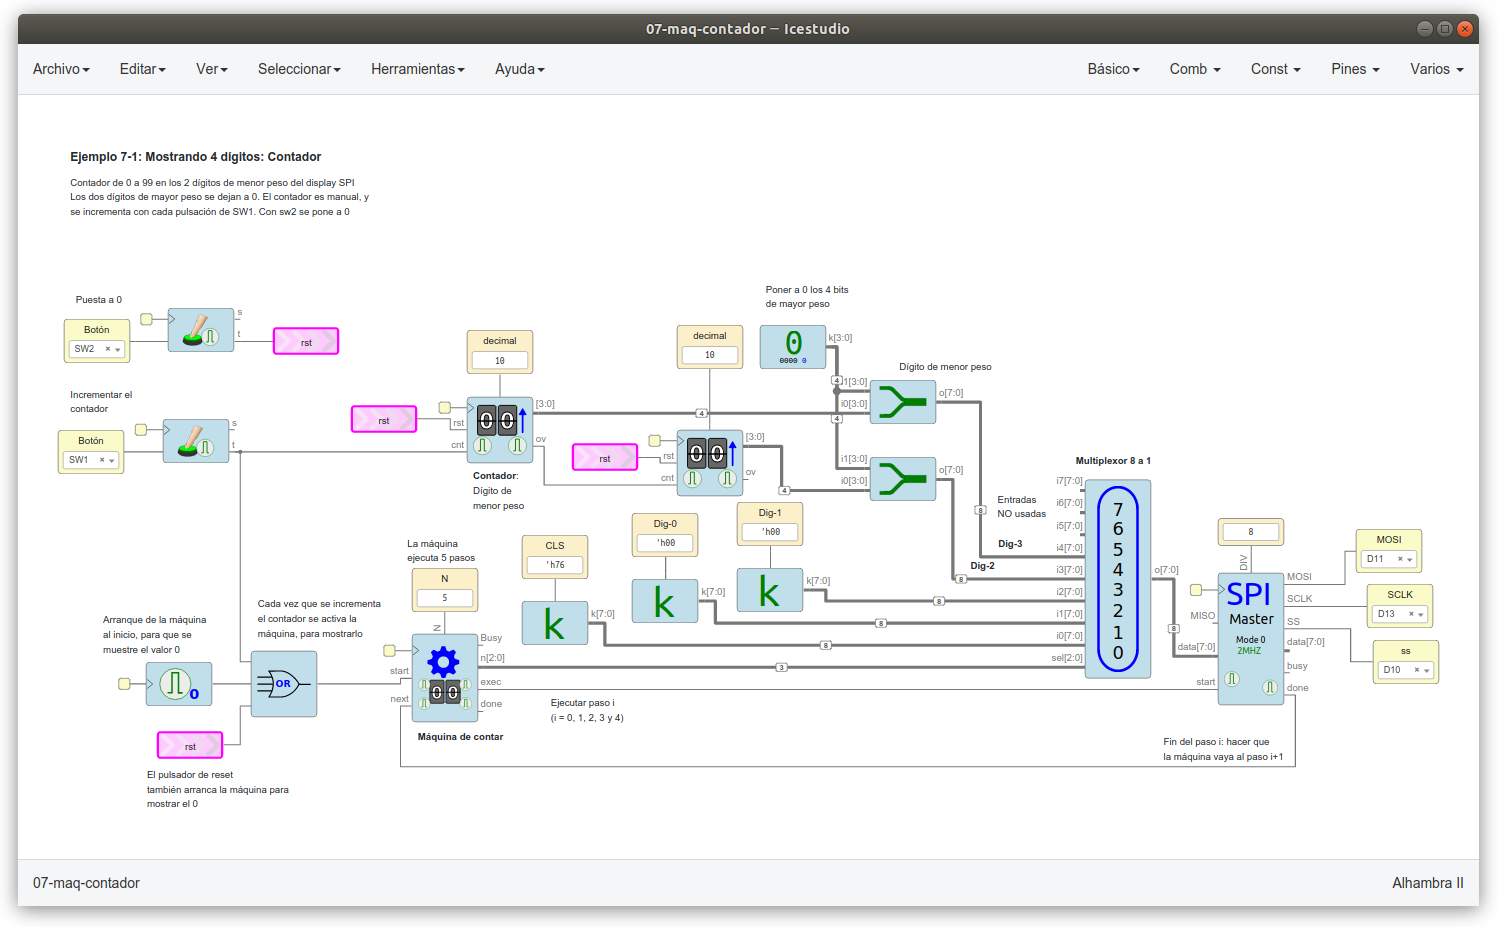 07-maq-contador — Icestudio
Archivo Editar Ver Seleccionar Herramientas Ayuda Básico Comb Const Pines Varios
Ejemplo 7-1: Mostrando 4 dígitos: Contador
Contador de 0 a 99 en los 2 dígitos de menor peso del display SPI
Los dos dígitos de mayor peso se dejan a 0. El contador es manual, y
se incrementa con cada pulsación de SW1. Con sw2 se pone a 0
Puesta a 0
Botón
SW2
s
t
rst
Incrementar el
contador
Botón
SW1
s
t
rst
decimal
10
[3:0]
rst
cnt
ov
00
Contador:
Dígito de
menor peso
rst
decimal
10
[3:0]
rst
cnt
ov
00
4
4
Poner a 0 los 4 bits
de mayor peso
0
0000 0
k[3:0]
4
4
Dígito de menor peso
i1[3:0]
i0[3:0]
o[7:0]
i1[3:0]
i0[3:0]
o[7:0]
La máquina
ejecuta 5 pasos
N
5
CLS
'h76
k
k[7:0]
Dig-0
'h00
k
k[7:0]
Dig-1
'h00
k
k[7:0]
Entradas
NO usadas
8
Dig-3
Dig-2
8
8
8
8
3
Multiplexor 8 a 1
i7[7:0]
i6[7:0]
i5[7:0]
i4[7:0]
i3[7:0]
i2[7:0]
i1[7:0]
i0[7:0]
sel[2:0]
7
6
5
4
3
2
1
0
o[7:0]
8
8
DIV
SPI
Master
Mode 0
2MHZ
MISO
data[7:0]
start
MOSI
SCLK
SS
data[7:0]
busy
done
MOSI
D11
SCLK
D13
ss
D10
Arranque de la máquina
al inicio, para que se
muestre el valor 0
0
Cada vez que se incrementa
el contador se activa la
máquina, para mostrarlo
OR
rst
El pulsador de reset
también arranca la máquina para
mostrar el 0
N
start
next
00
Busy
n[2:0]
exec
done
Máquina de contar
Ejecutar paso i
(i = 0, 1, 2, 3 y 4)
Fin del paso i: hacer que
la máquina vaya al paso i+1
07-maq-contador
Alhambra II